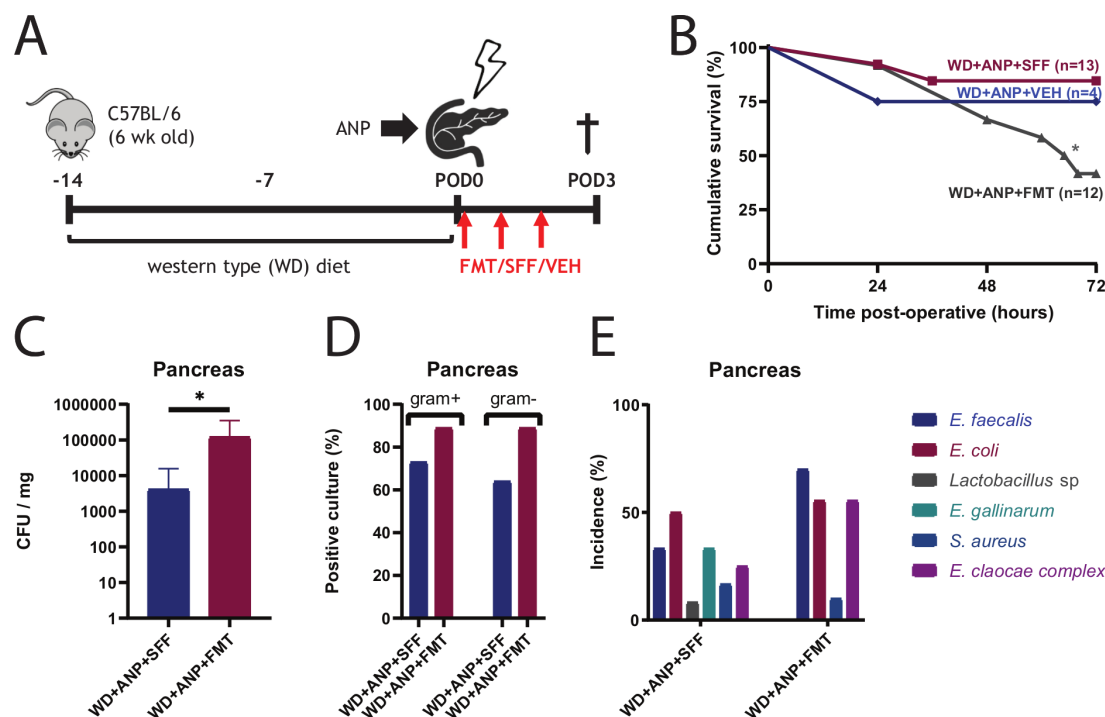 A
C57BL/6
(6 wk old)
ANP
-14
-7
POD0
POD3
western type (WD) diet
FMT/SFF/VEH
B
Cumulative survival (%)
100
75
50
25
0
0
24
48
72
Time post-operative (hours)
WD+ANP+SFF (n=13)
WD+ANP+VEH (n=4)
*
WD+ANP+FMT (n=12)
C
Pancreas
*
CFU / mg
1000000
100000
10000
1000
100
10
1
WD+ANP+SFF
WD+ANP+FMT
D
Pancreas
gram+
gram-
Positive culture (%)
100
80
60
40
20
0
WD+ANP+SFF
WD+ANP+FMT
WD+ANP+SFF
WD+ANP+FMT
E
Pancreas
Incidence (%)
100
50
0
WD+ANP+SFF
WD+ANP+FMT
E. faecalis
E. coli
Lactobacillus sp
E. gallinarum
S. aureus
E. claocae complex